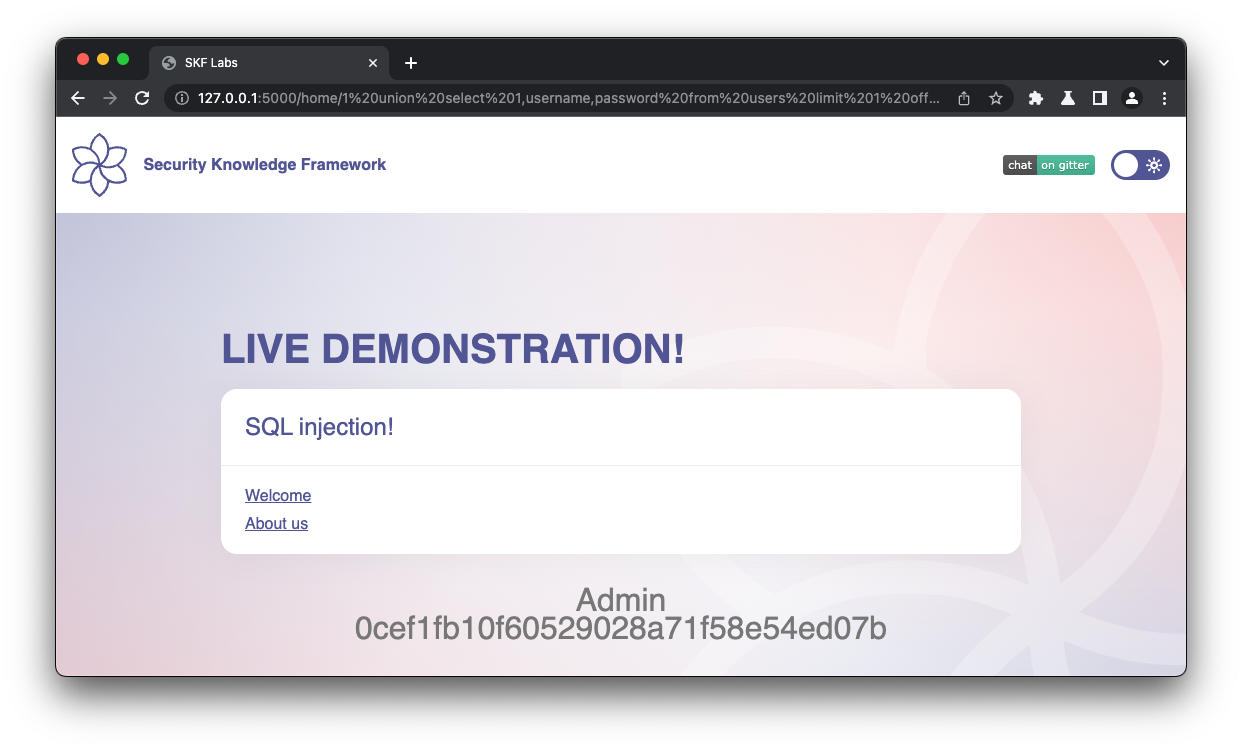 SKF Labs
127.0.0.1:5000/home/1%20union%20select%201,username,password%20from%20users%20limit%201%20off...
Security Knowledge Framework
chat on gitter
LIVE DEMONSTRATION!
SQL injection!
Welcome
About us
Admin
0cef1fb10f60529028a71f58e54ed07b